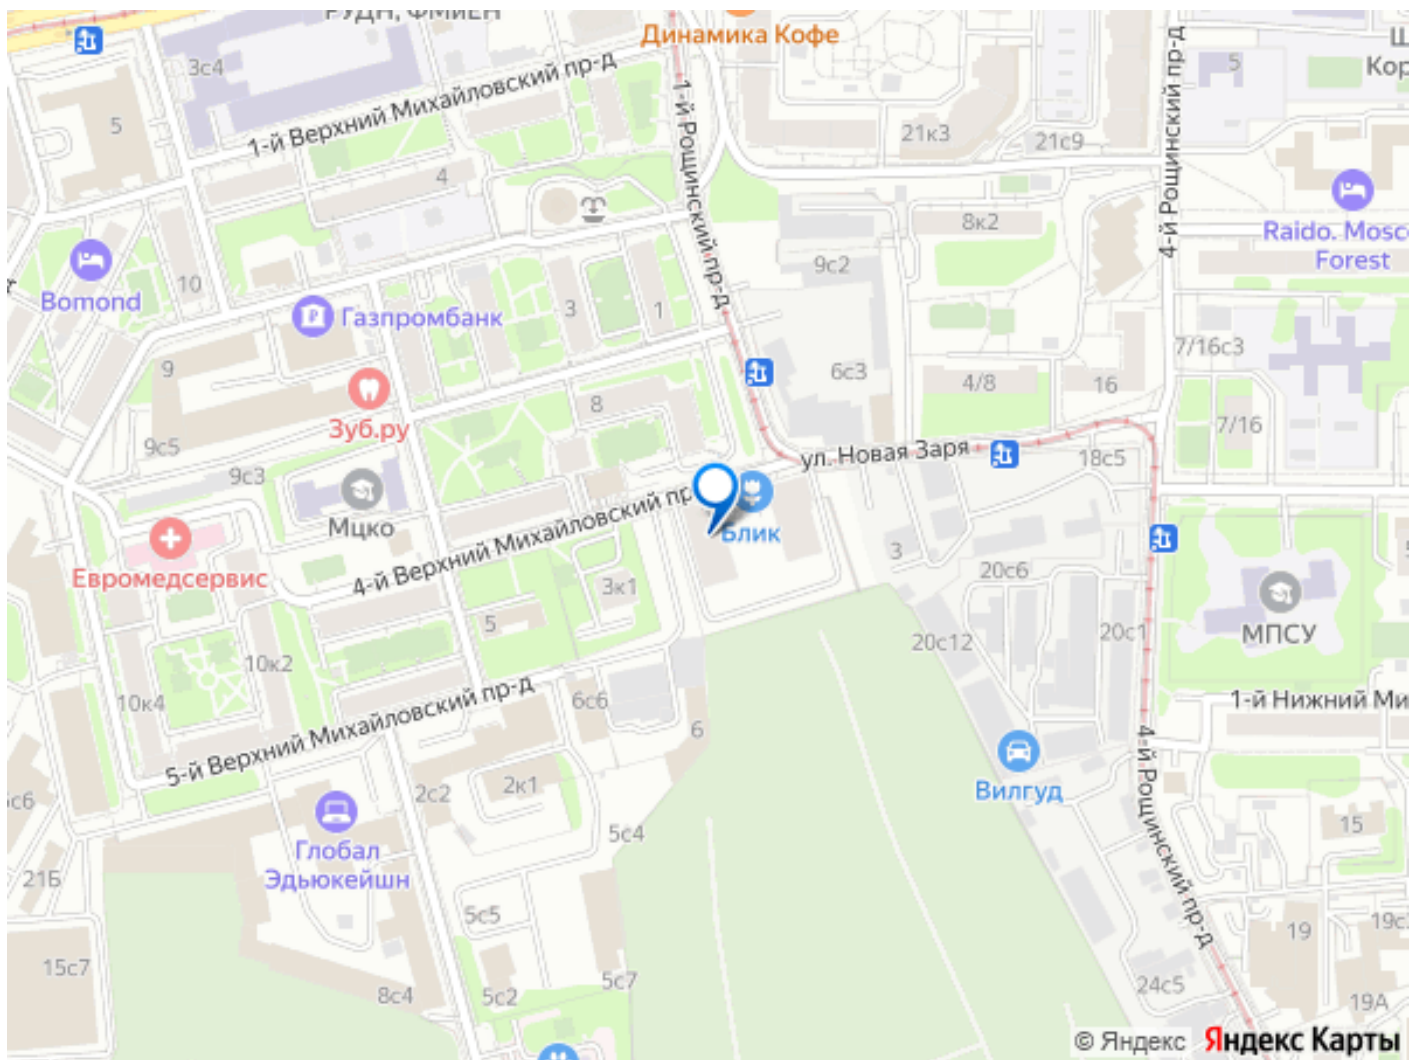 РУДН, ФМиЕН
Динамика Кофе
3с4
1-й Верхний Михайловский пр-д
1-й Рощинский пр-д
4-й Рощинский пр-д
5
Кор
5
21к3
21с9
4
8к2
Raido. Mosc
Forest
9с2
10
Bomond
Газпромбанк
3
1
7/16с3
9
6с3
4/8
16
8
Зуб.ру
7/16
9с5
ул. Новая Заря
18с5
9с3
Мцко
4-й Верхний Михайловский пр
Блик
3
Евромедсервис
3к1
20с6
5
20с12
20с1
МПСУ
10к2
10к4
5-й Верхний Михайловский пр-д
6с6
6
1-й Нижний Ми
2с2
2к1
Вилгуд
4-й Рощинский пр-д
с6
5с4
15
Глобал
Эдьюкейшн
21Б
5с5
19
19с
15с7
8с4
5с2
5с7
24с5
19А
© Яндекс Яндекс Карты